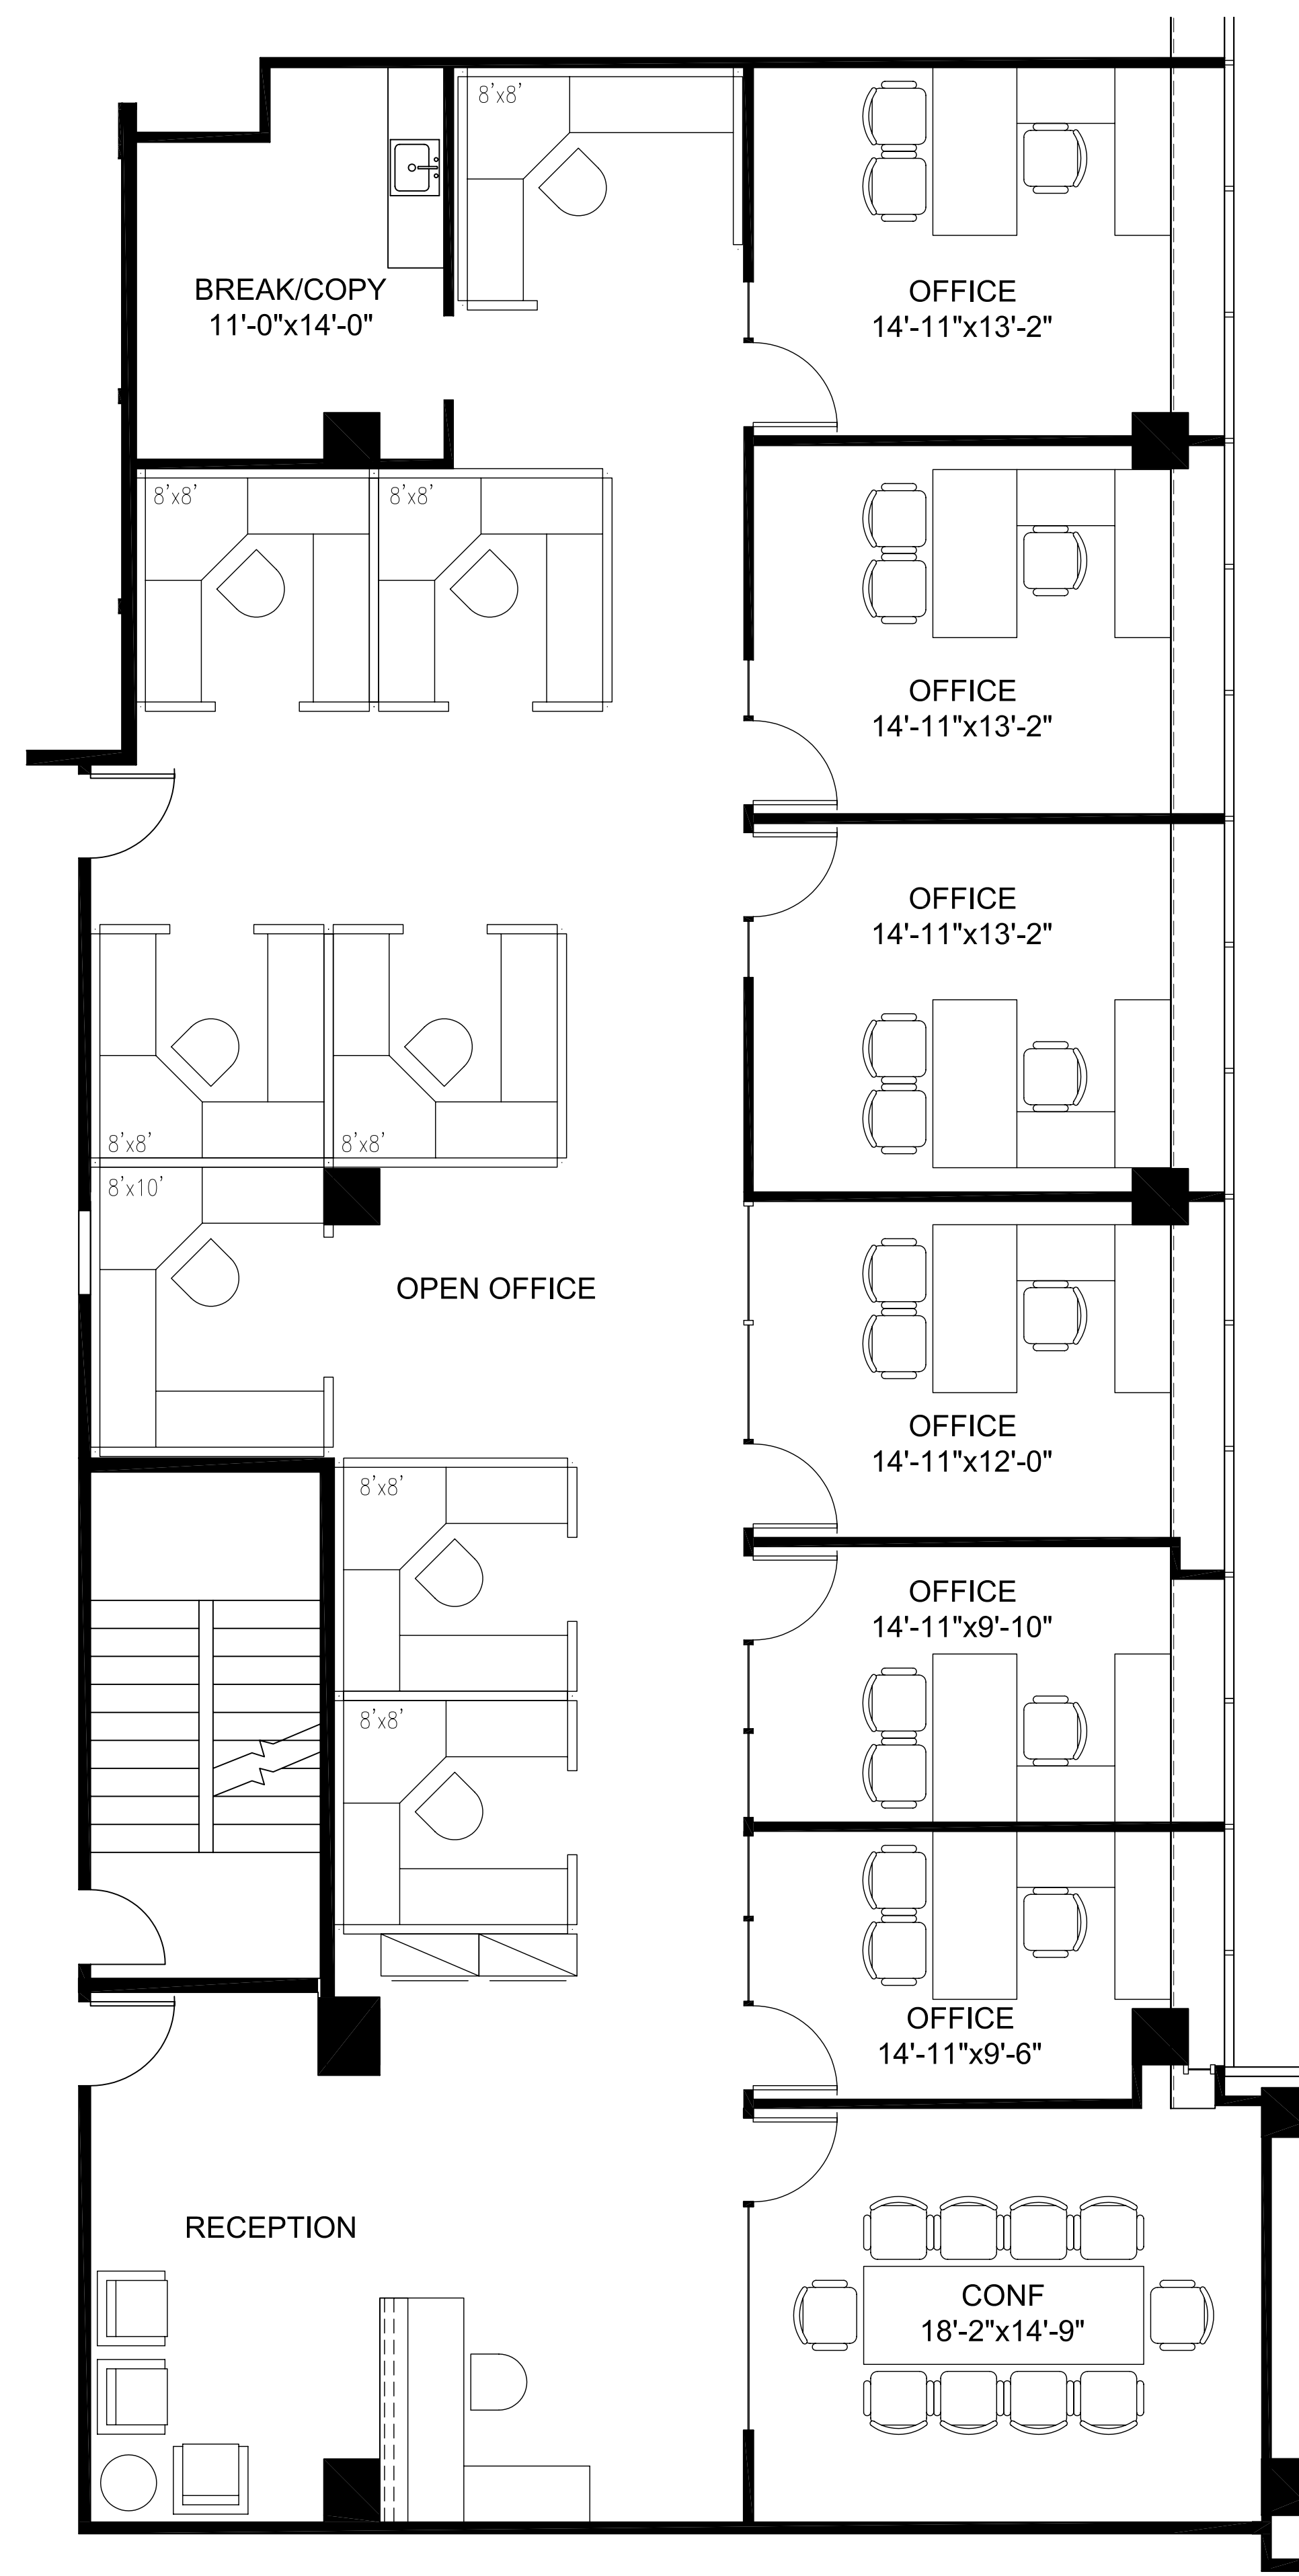 8'x8'
BREAK/COPY
11'-0"x14'-0"
OFFICE
14'-11"x13'-2"
8'x8'
8'x8'
OFFICE
14'-11"x13'-2"
OFFICE
14'-11"x13'-2"
8'x8'
8'x8'
8'x10'
OPEN OFFICE
OFFICE
14'-11"x12'-0"
8'x8'
OFFICE
14'-11"x9'-10"
8'x8'
OFFICE
14'-11"x9'-6"
RECEPTION
CONF
18'-2"x14'-9"